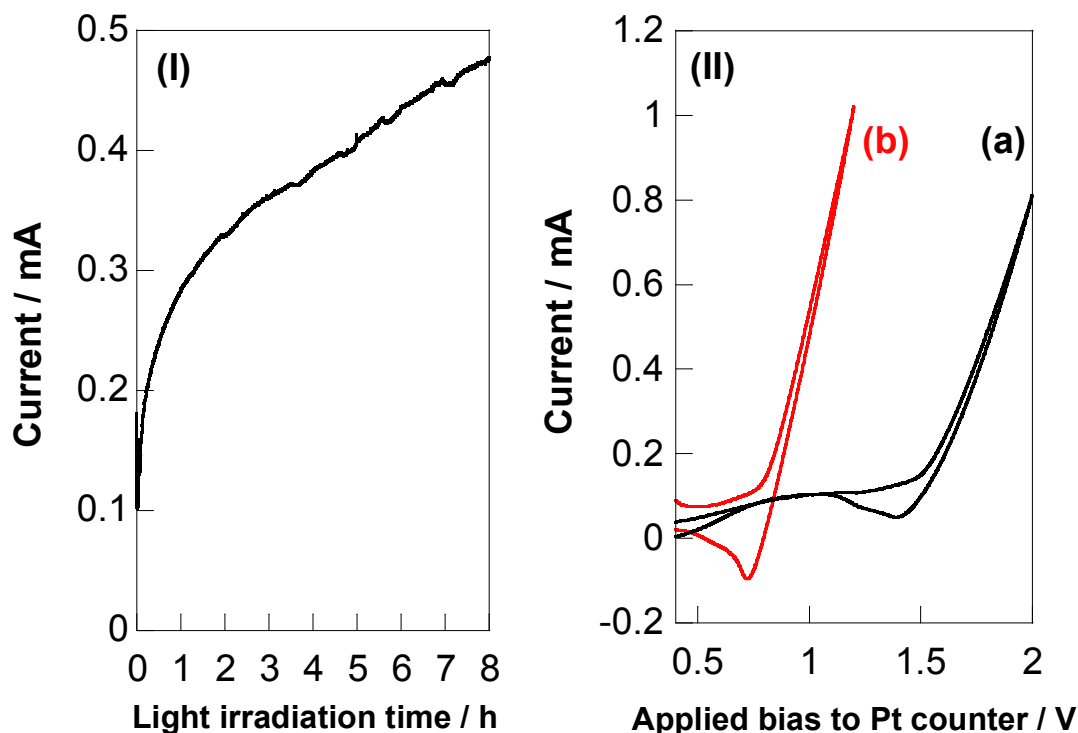 (I)
0.5
0.4
0.3
0.2
0.1
0
0 1 2 3 4 5 6 7 8
Current / mA
Light irradiation time / h
(II)
(b)
(a)
1.2
1
0.8
0.6
0.4
0.2
0
-0.2
0.5 1 1.5 2
Current / mA
Applied bias to Pt counter / V